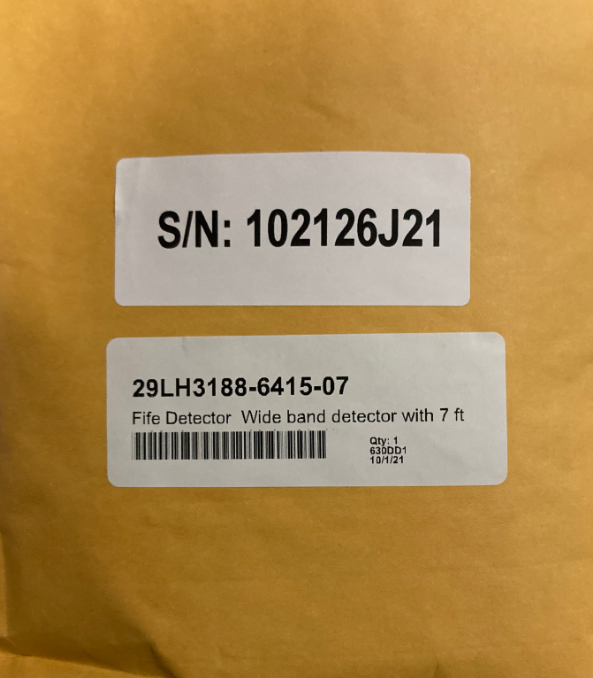 S/N: 102126J21
29LH3188-6415-07
Fife Detector  Wide band detector with 7 ft
Qty: 1
630DD1
10/1/21